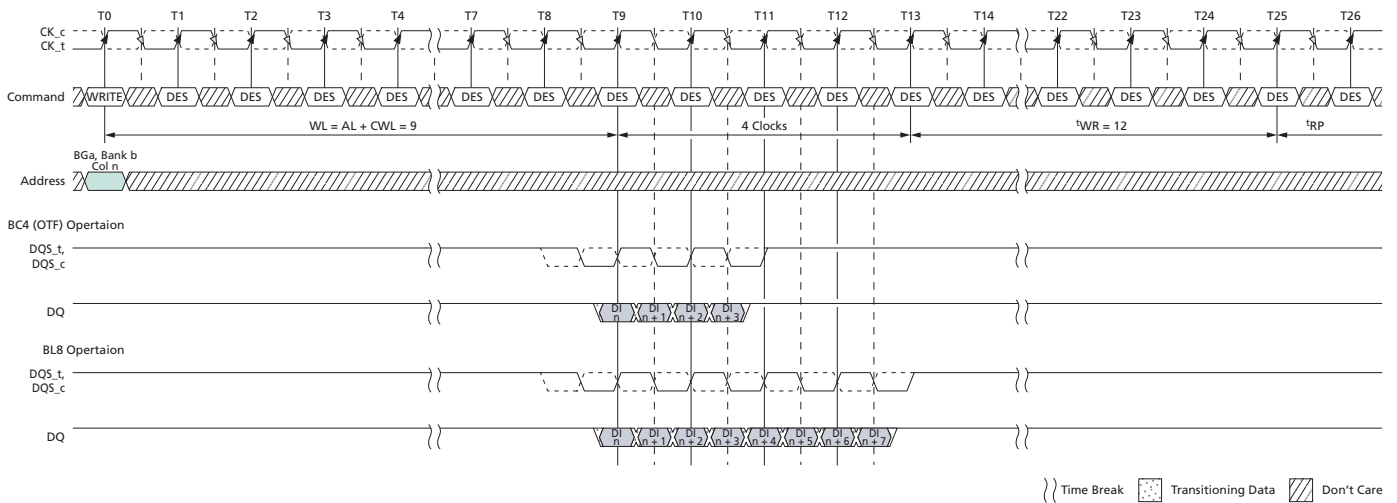 T0 T1 T2 T3 T4 T7 T8 T9 T10 T11 T12 T13 T14 T22 T23 T24 T25 T26
CK_c
CK_t
Command WRITE DES DES DES DES DES DES DES DES DES DES DES DES DES DES DES DES DES
WL = AL + CWL = 9 4 Clocks tWR = 12 tRP
BGa, Bank b
Col n
Address
BC4 (OTF) Opertaion
DQS_t,
DQS_c
DQ DI n DI n + 1 DI n + 2 DI n + 3
BL8 Opertaion
DQS_t,
DQS_c
DQ DI n DI n + 1 DI n + 2 DI n + 3 DI n + 4 DI n + 5 DI n + 6 DI n + 7
Time Break Transitioning Data Don't Care